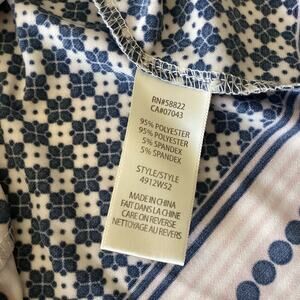 RN#58822
CA#07043
95% POLYESTER
95% POLYESTER
5% SPANDEX
5% SPANDEX
STYLE/STYLE
4912WS2
MADE IN CHINA
FAIT DANS LA CHINE
CARE ON REVERSE
NETTOYAGE AU REVERS